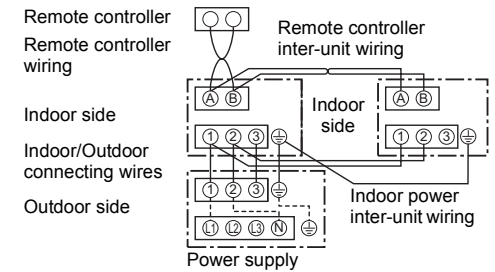 Remote controller
Remote controller
wiring
Remote controller
inter-unit wiring
A B
A B
Indoor side
Indoor
side
1 2 3
1 2 3
Indoor/Outdoor
connecting wires
1 2 3
Indoor power
inter-unit wiring
Outdoor side
L1 L2 L3 N
Power supply